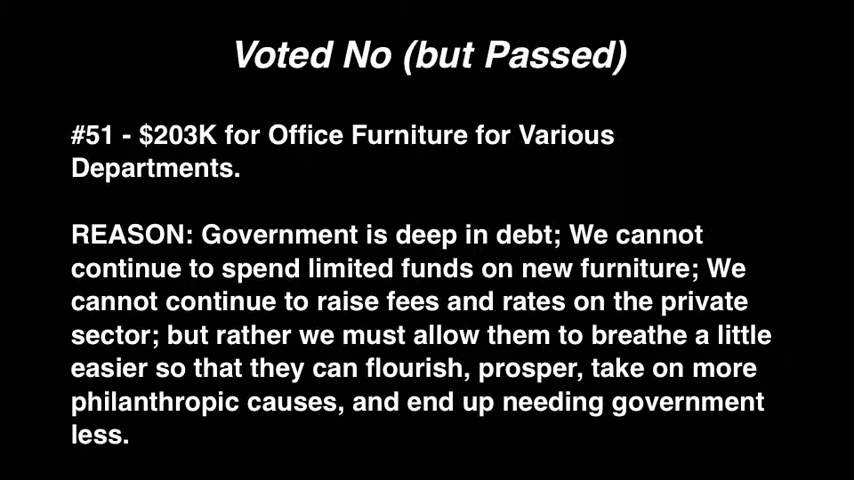 Voted No (but Passed)
#51 - $203K for Office Furniture for Various
Departments.
REASON: Government is deep in debt; We cannot
continue to spend limited funds on new furniture; We
cannot continue to raise fees and rates on the private
sector; but rather we must allow them to breathe a little
easier so that they can flourish, prosper, take on more
philanthropic causes, and end up needing government
less.